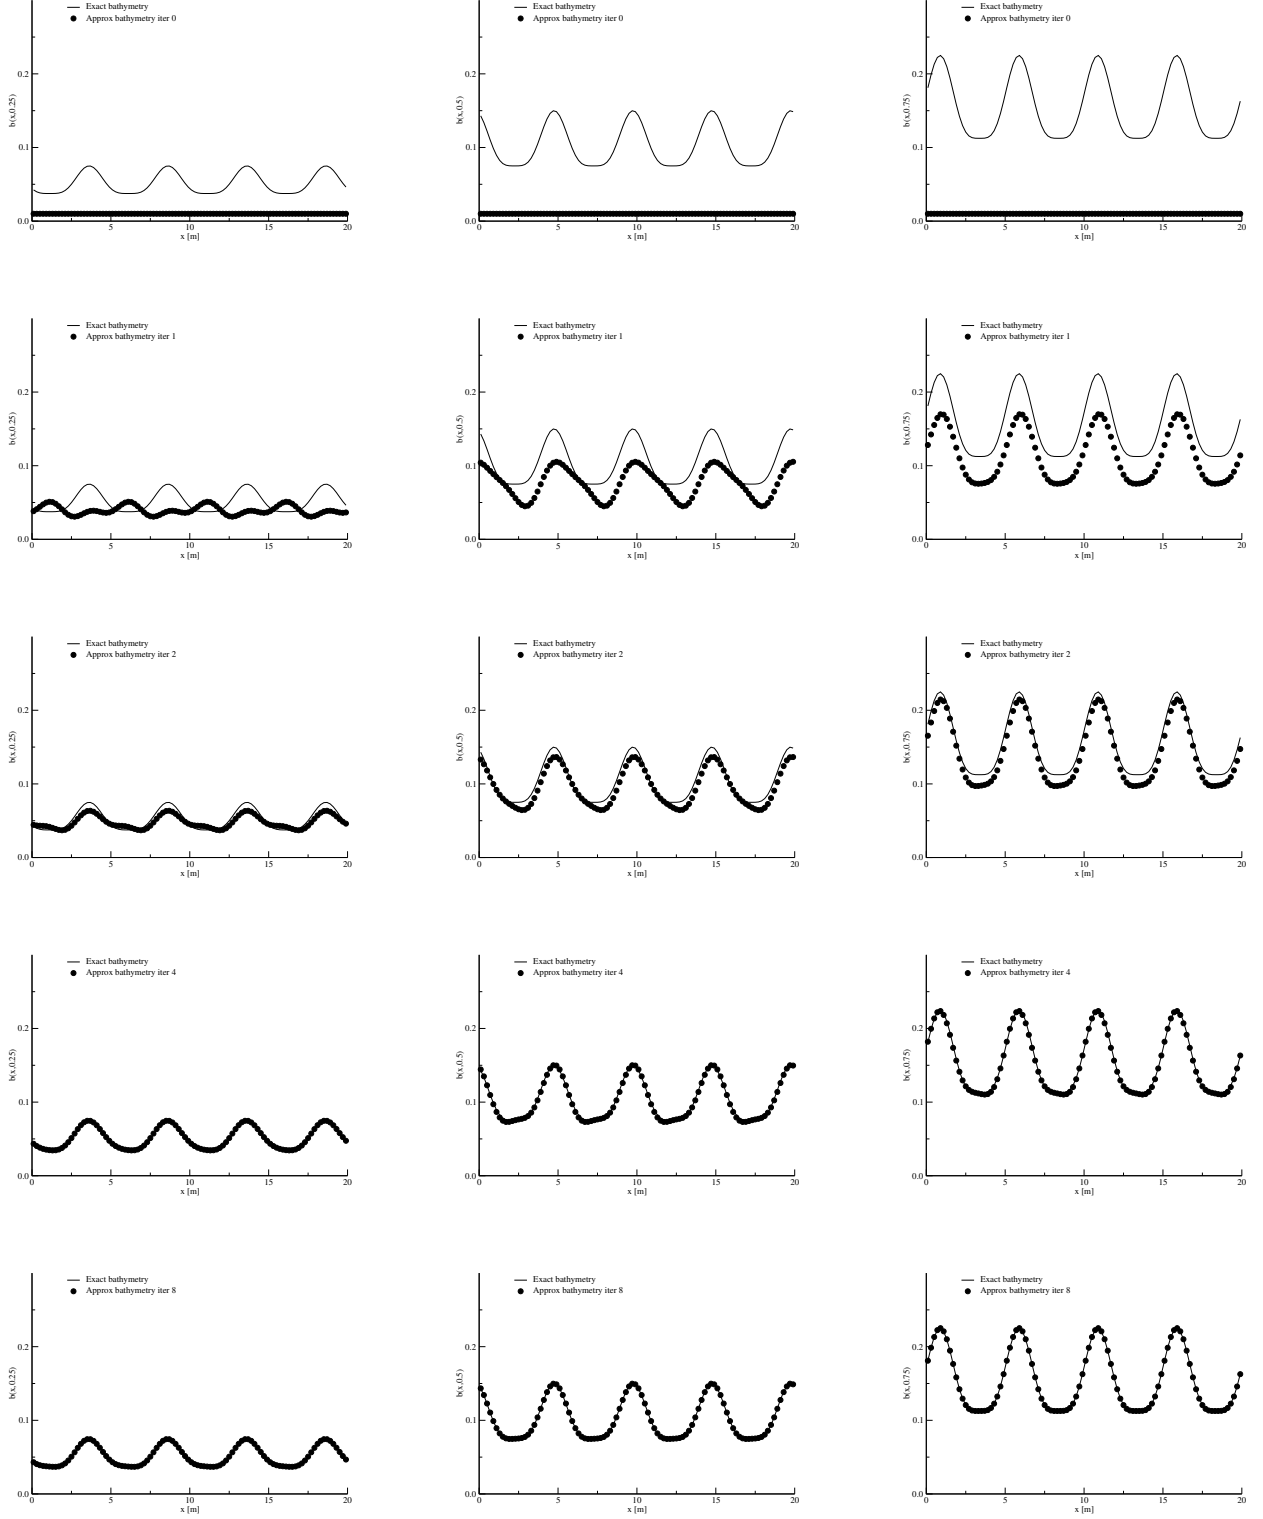 Exact bathymetry
Approx bathymetry iter 0
b(x,0.25)
0.2
0.1
0.0
0 5 10 15 20
x [m]
Exact bathymetry
Approx bathymetry iter 0
b(x,0.5)
0.2
0.1
0.0
0 5 10 15 20
x [m]
Exact bathymetry
Approx bathymetry iter 0
b(x,0.75)
0.2
0.1
0.0
0 5 10 15 20
x [m]
Exact bathymetry
Approx bathymetry iter 1
b(x,0.25)
0.2
0.1
0.0
0 5 10 15 20
x [m]
Exact bathymetry
Approx bathymetry iter 1
b(x,0.5)
0.2
0.1
0.0
0 5 10 15 20
x [m]
Exact bathymetry
Approx bathymetry iter 1
b(x,0.75)
0.2
0.1
0.0
0 5 10 15 20
x [m]
Exact bathymetry
Approx bathymetry iter 2
b(x,0.25)
0.2
0.1
0.0
0 5 10 15 20
x [m]
Exact bathymetry
Approx bathymetry iter 2
b(x,0.5)
0.2
0.1
0.0
0 5 10 15 20
x [m]
Exact bathymetry
Approx bathymetry iter 2
b(x,0.75)
0.2
0.1
0.0
0 5 10 15 20
x [m]
Exact bathymetry
Approx bathymetry iter 4
b(x,0.25)
0.2
0.1
0.0
0 5 10 15 20
x [m]
Exact bathymetry
Approx bathymetry iter 4
b(x,0.5)
0.2
0.1
0.0
0 5 10 15 20
x [m]
Exact bathymetry
Approx bathymetry iter 4
b(x,0.75)
0.2
0.1
0.0
0 5 10 15 20
x [m]
Exact bathymetry
Approx bathymetry iter 8
b(x,0.25)
0.2
0.1
0.0
0 5 10 15 20
x [m]
Exact bathymetry
Approx bathymetry iter 8
b(x,0.5)
0.2
0.1
0.0
0 5 10 15 20
x [m]
Exact bathymetry
Approx bathymetry iter 8
b(x,0.75)
0.2
0.1
0.0
0 5 10 15 20
x [m]